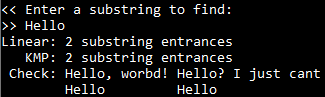 << Enter a substring to find:
>> Hello
Linear: 2 substring entrances
KMP: 2 substring entrances
Check: Hello, worbd! Hello? I just cant
Hello Hello